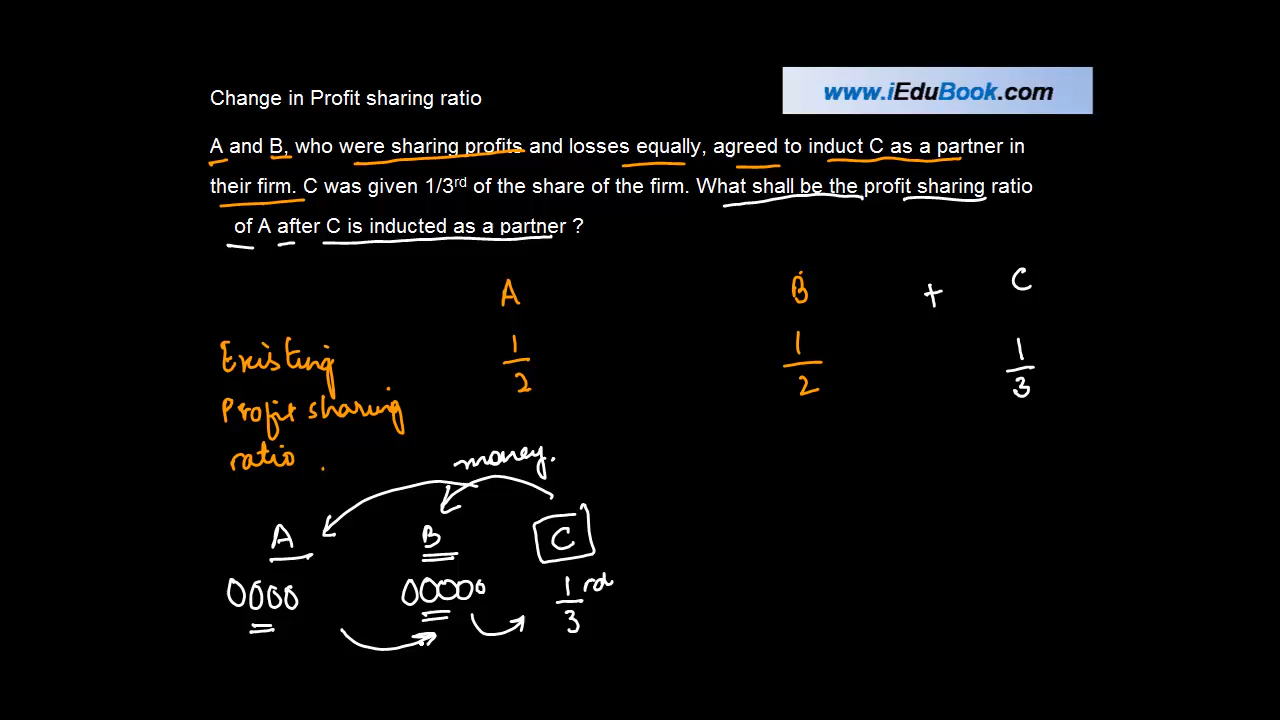 www.iEduBook.com
Change in Profit sharing ratio
A and B, who were sharing profits and losses equally, agreed to induct C as a partner in
their firm. C was given 1/3rd of the share of the firm. What shall be the profit sharing ratio
of A after C is inducted as a partner ?
A B + C
Existing 1/2 1/2 1/3
Profit sharing
ratio .
money.
A B C
0000 00000 1/3 rd